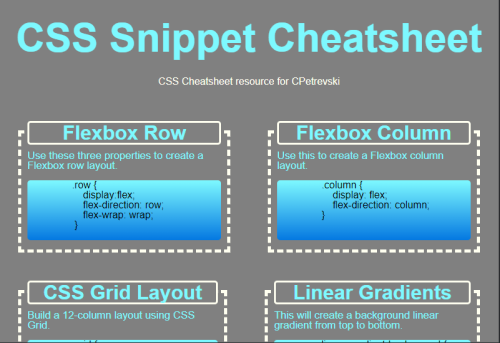 CSS Snippet Cheatsheet
CSS Cheatsheet resource for CPetrevski
Flexbox Row
Use these three properties to create a
Flexbox row layout.
.row {
display:flex;
flex-direction: row;
flex-wrap: wrap;
}
Flexbox Column
Use this to create a Flexbox column
layout.
.column {
display: flex;
flex-direction: column;
}
CSS Grid Layout
Build a 12-column layout using CSS
Grid.
Linear Gradients
This will create a background linear
gradient from top to bottom.